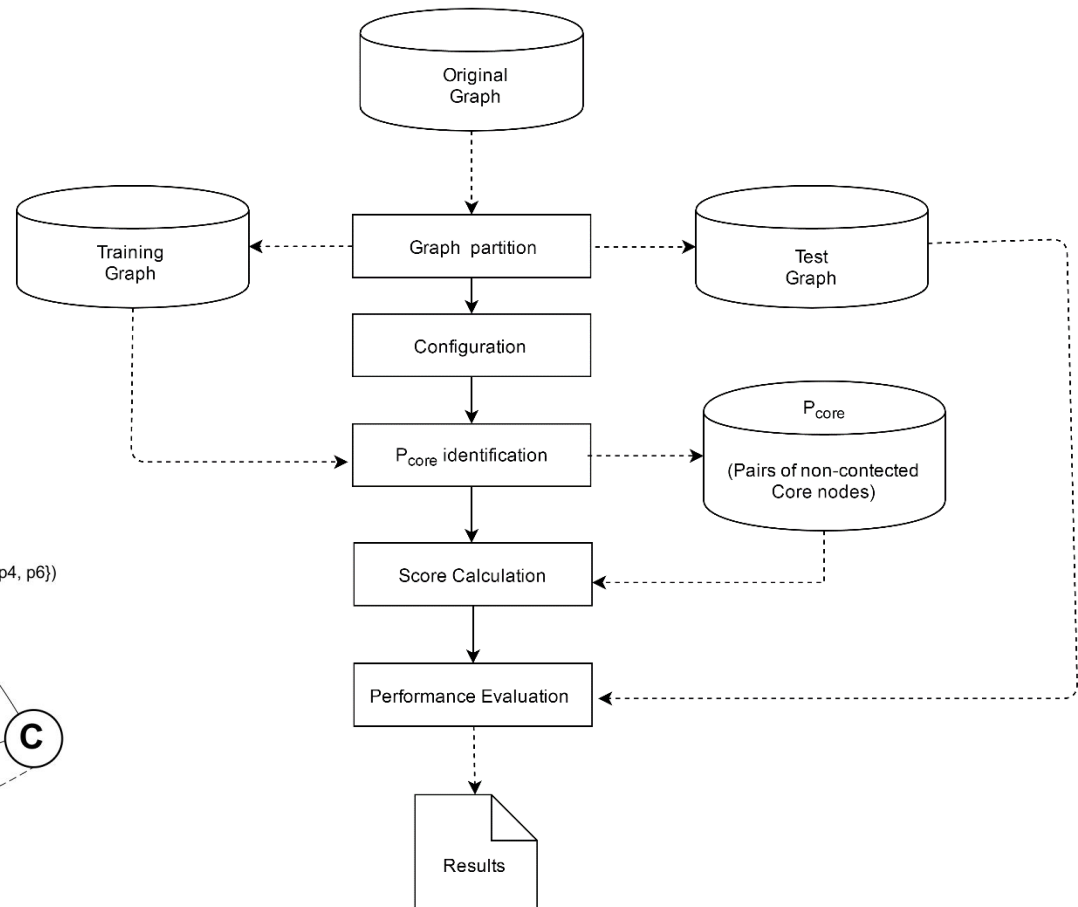 Original
Graph
Training
Graph
Graph partition
Test
Graph
Configuration
Pcore
Pcore identification
(Pairs of non-contected
Core nodes)
p4, p6})
Score Calculation
Performance Evaluation
C
Results